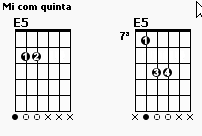 Mi com quinta
E5 E5
7ª
1 2 1
3 4
x x x x x x